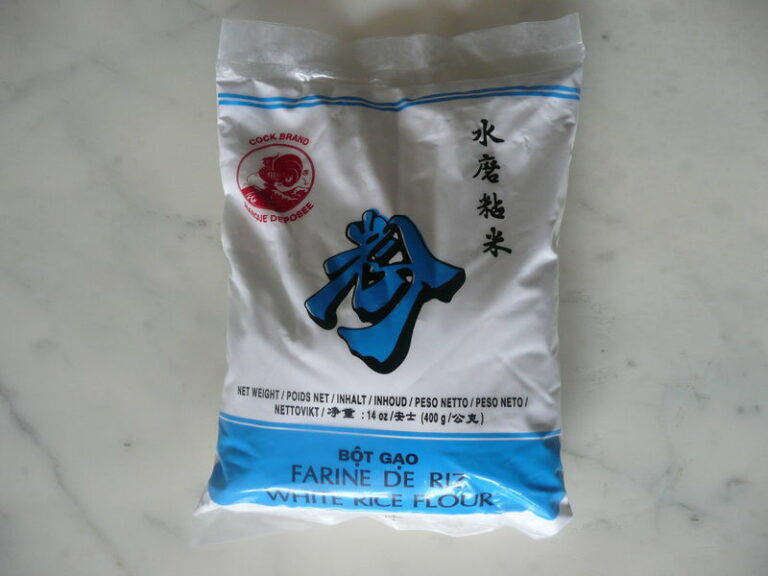 COCK BRAND
MARQUE DEPOSEE
水磨粘米
粉
NET WEIGHT / POIDS NET / INHALT / INHOUD / PESO NETTO / PESO NETO /
NETTOVIKT / 淨重 : 14 oz /安士 (400 g /公克)
BỘT GẠO
FARINE DE RIZ
WHITE RICE FLOUR